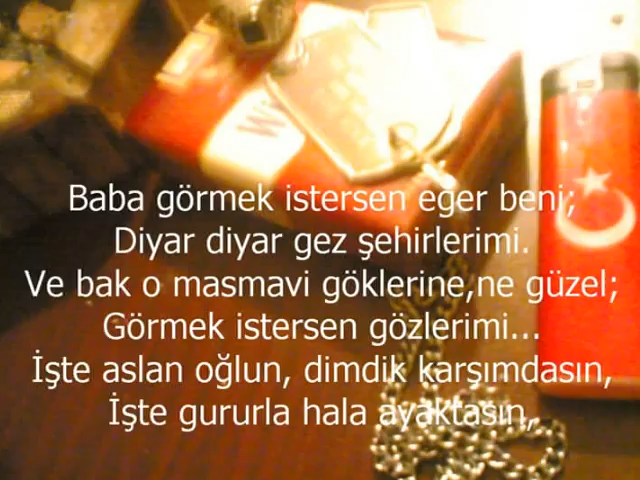 Baba görmek istersen eğer beni;
Diyar diyar gez şehirlerimi.
Ve bak o masmavi göklerine,ne güzel;
Görmek istersen gözlerimi...
İşte aslan oğlun, dimdik karşımdasın,
İşte gururla hala ayaktasın,